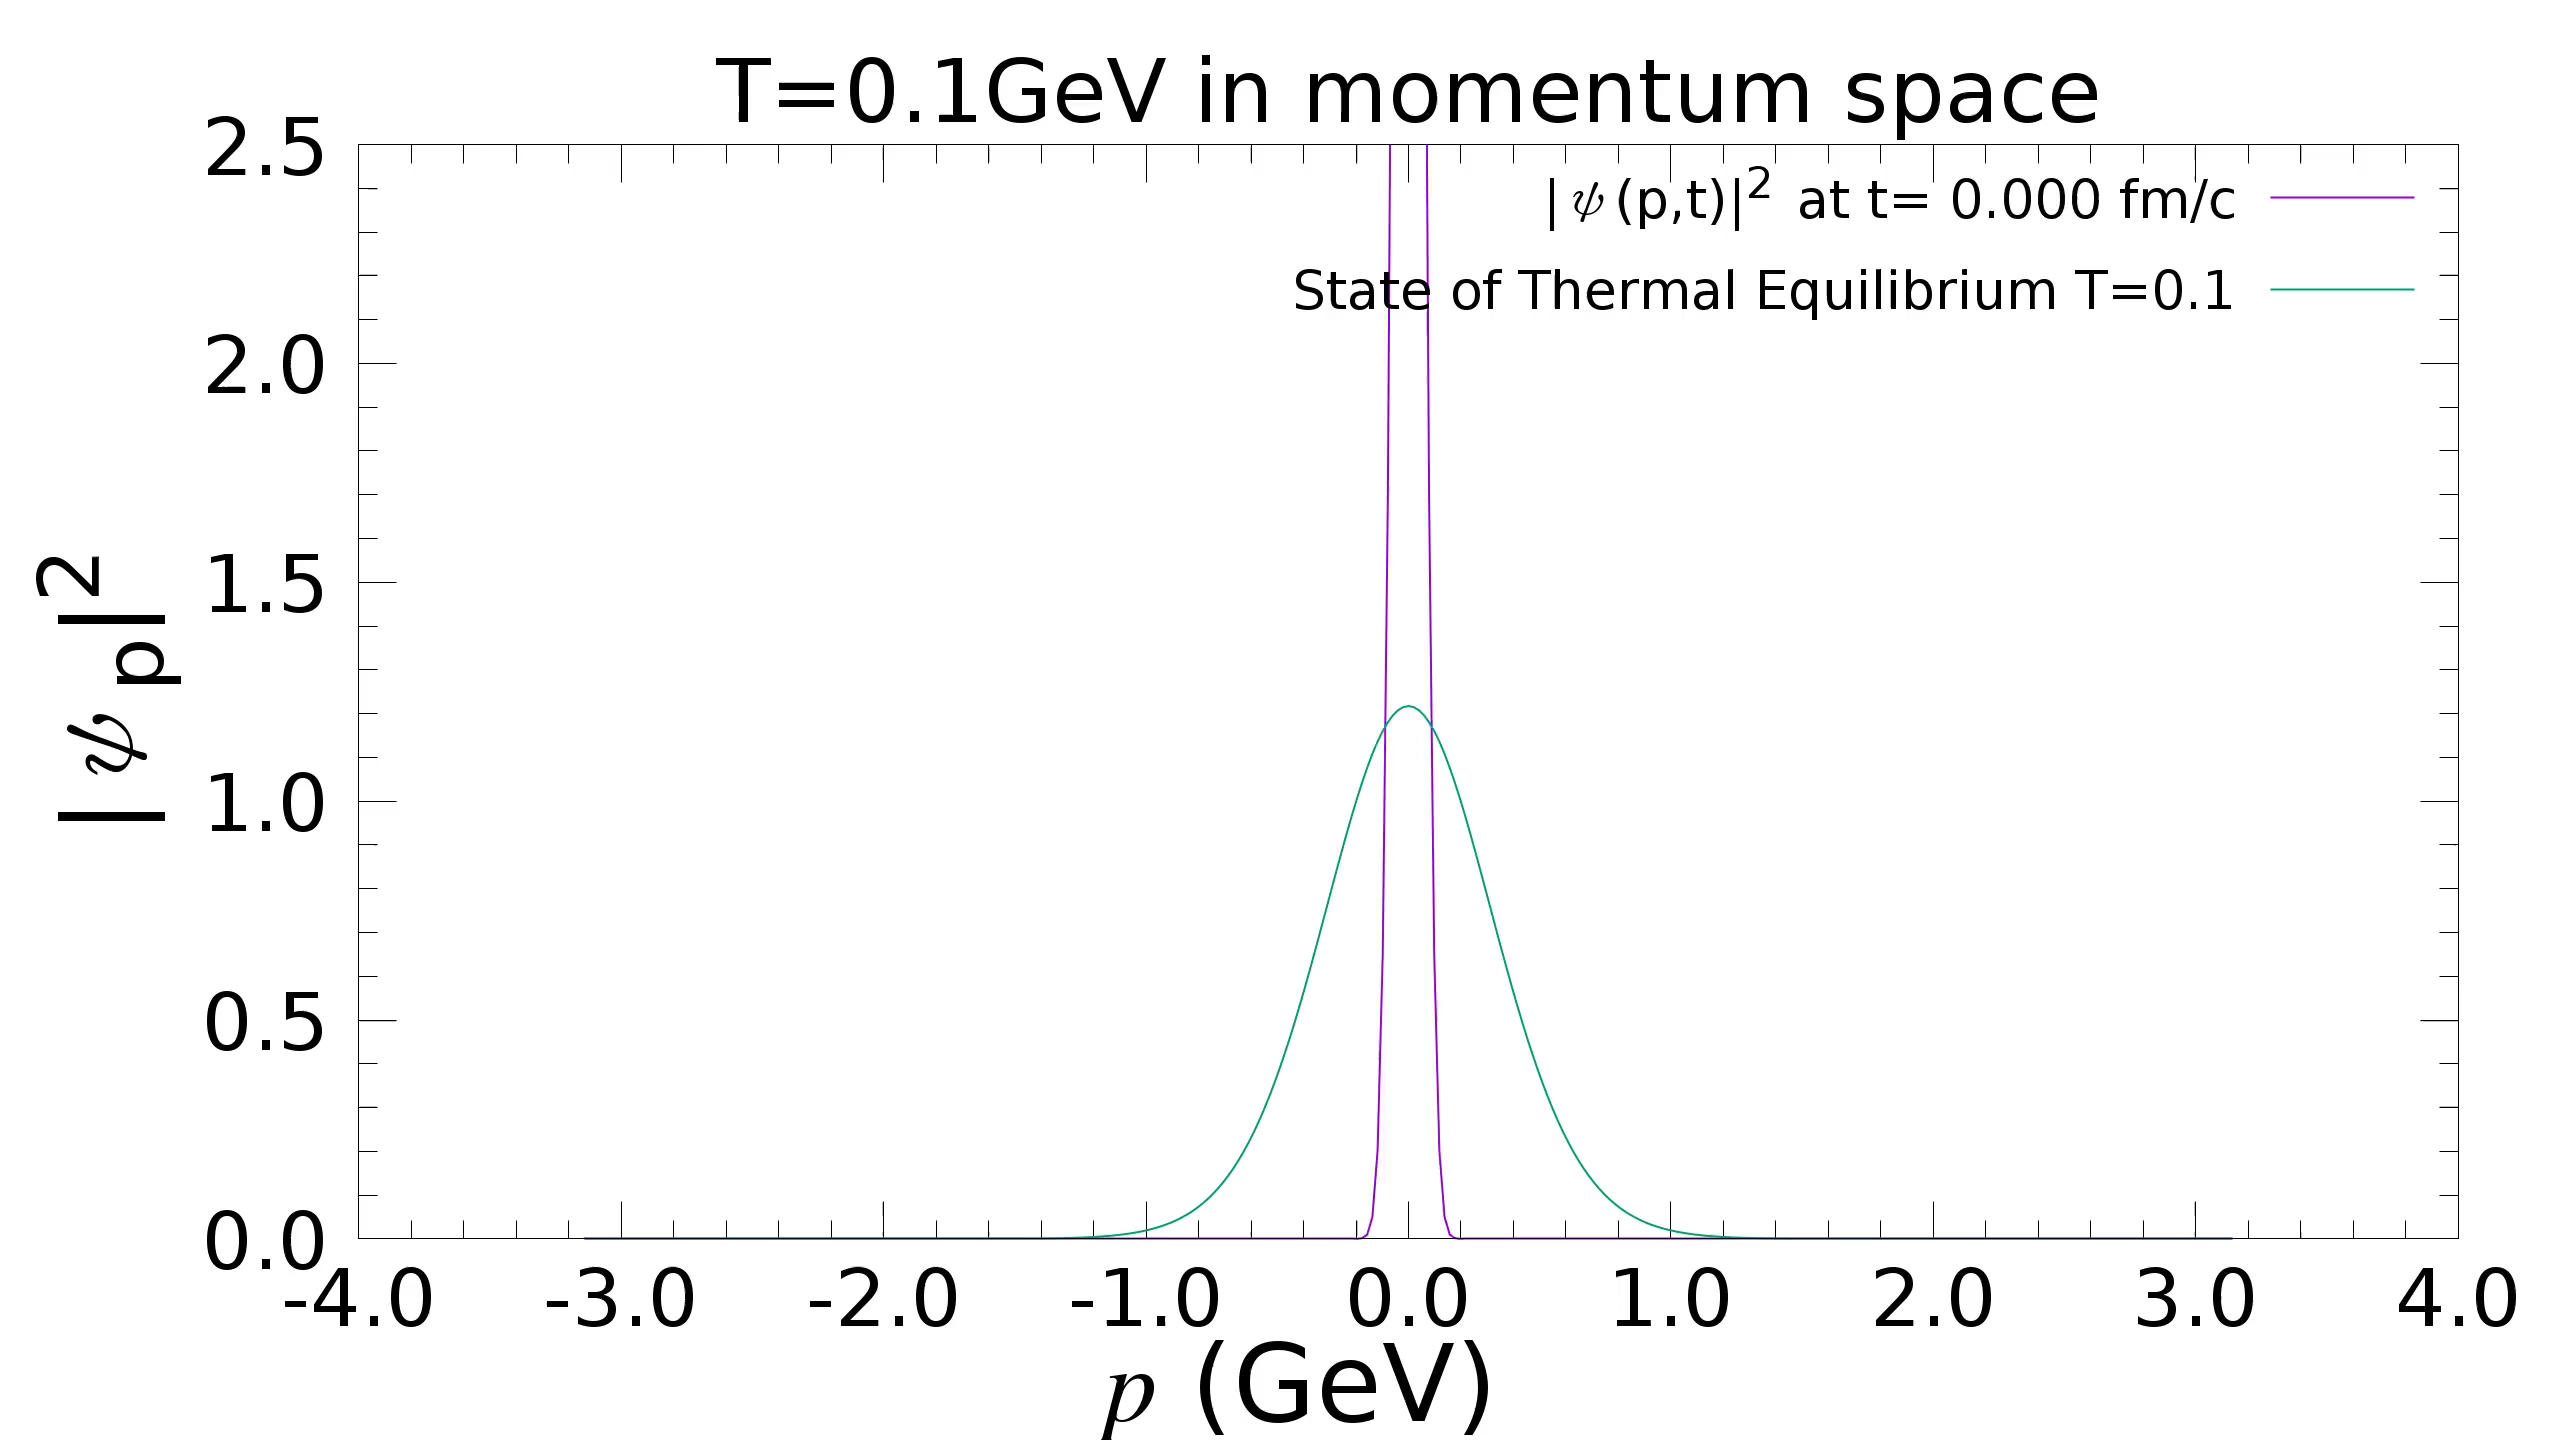 T=0.1GeV in momentum space
|ψ(p,t)|² at t= 0.000 fm/c
State of Thermal Equilibrium T=0.1
|ψp|²
2.5
2.0
1.5
1.0
0.5
0.0
-4.0 -3.0 -2.0 -1.0 0.0 1.0 2.0 3.0 4.0
p (GeV)